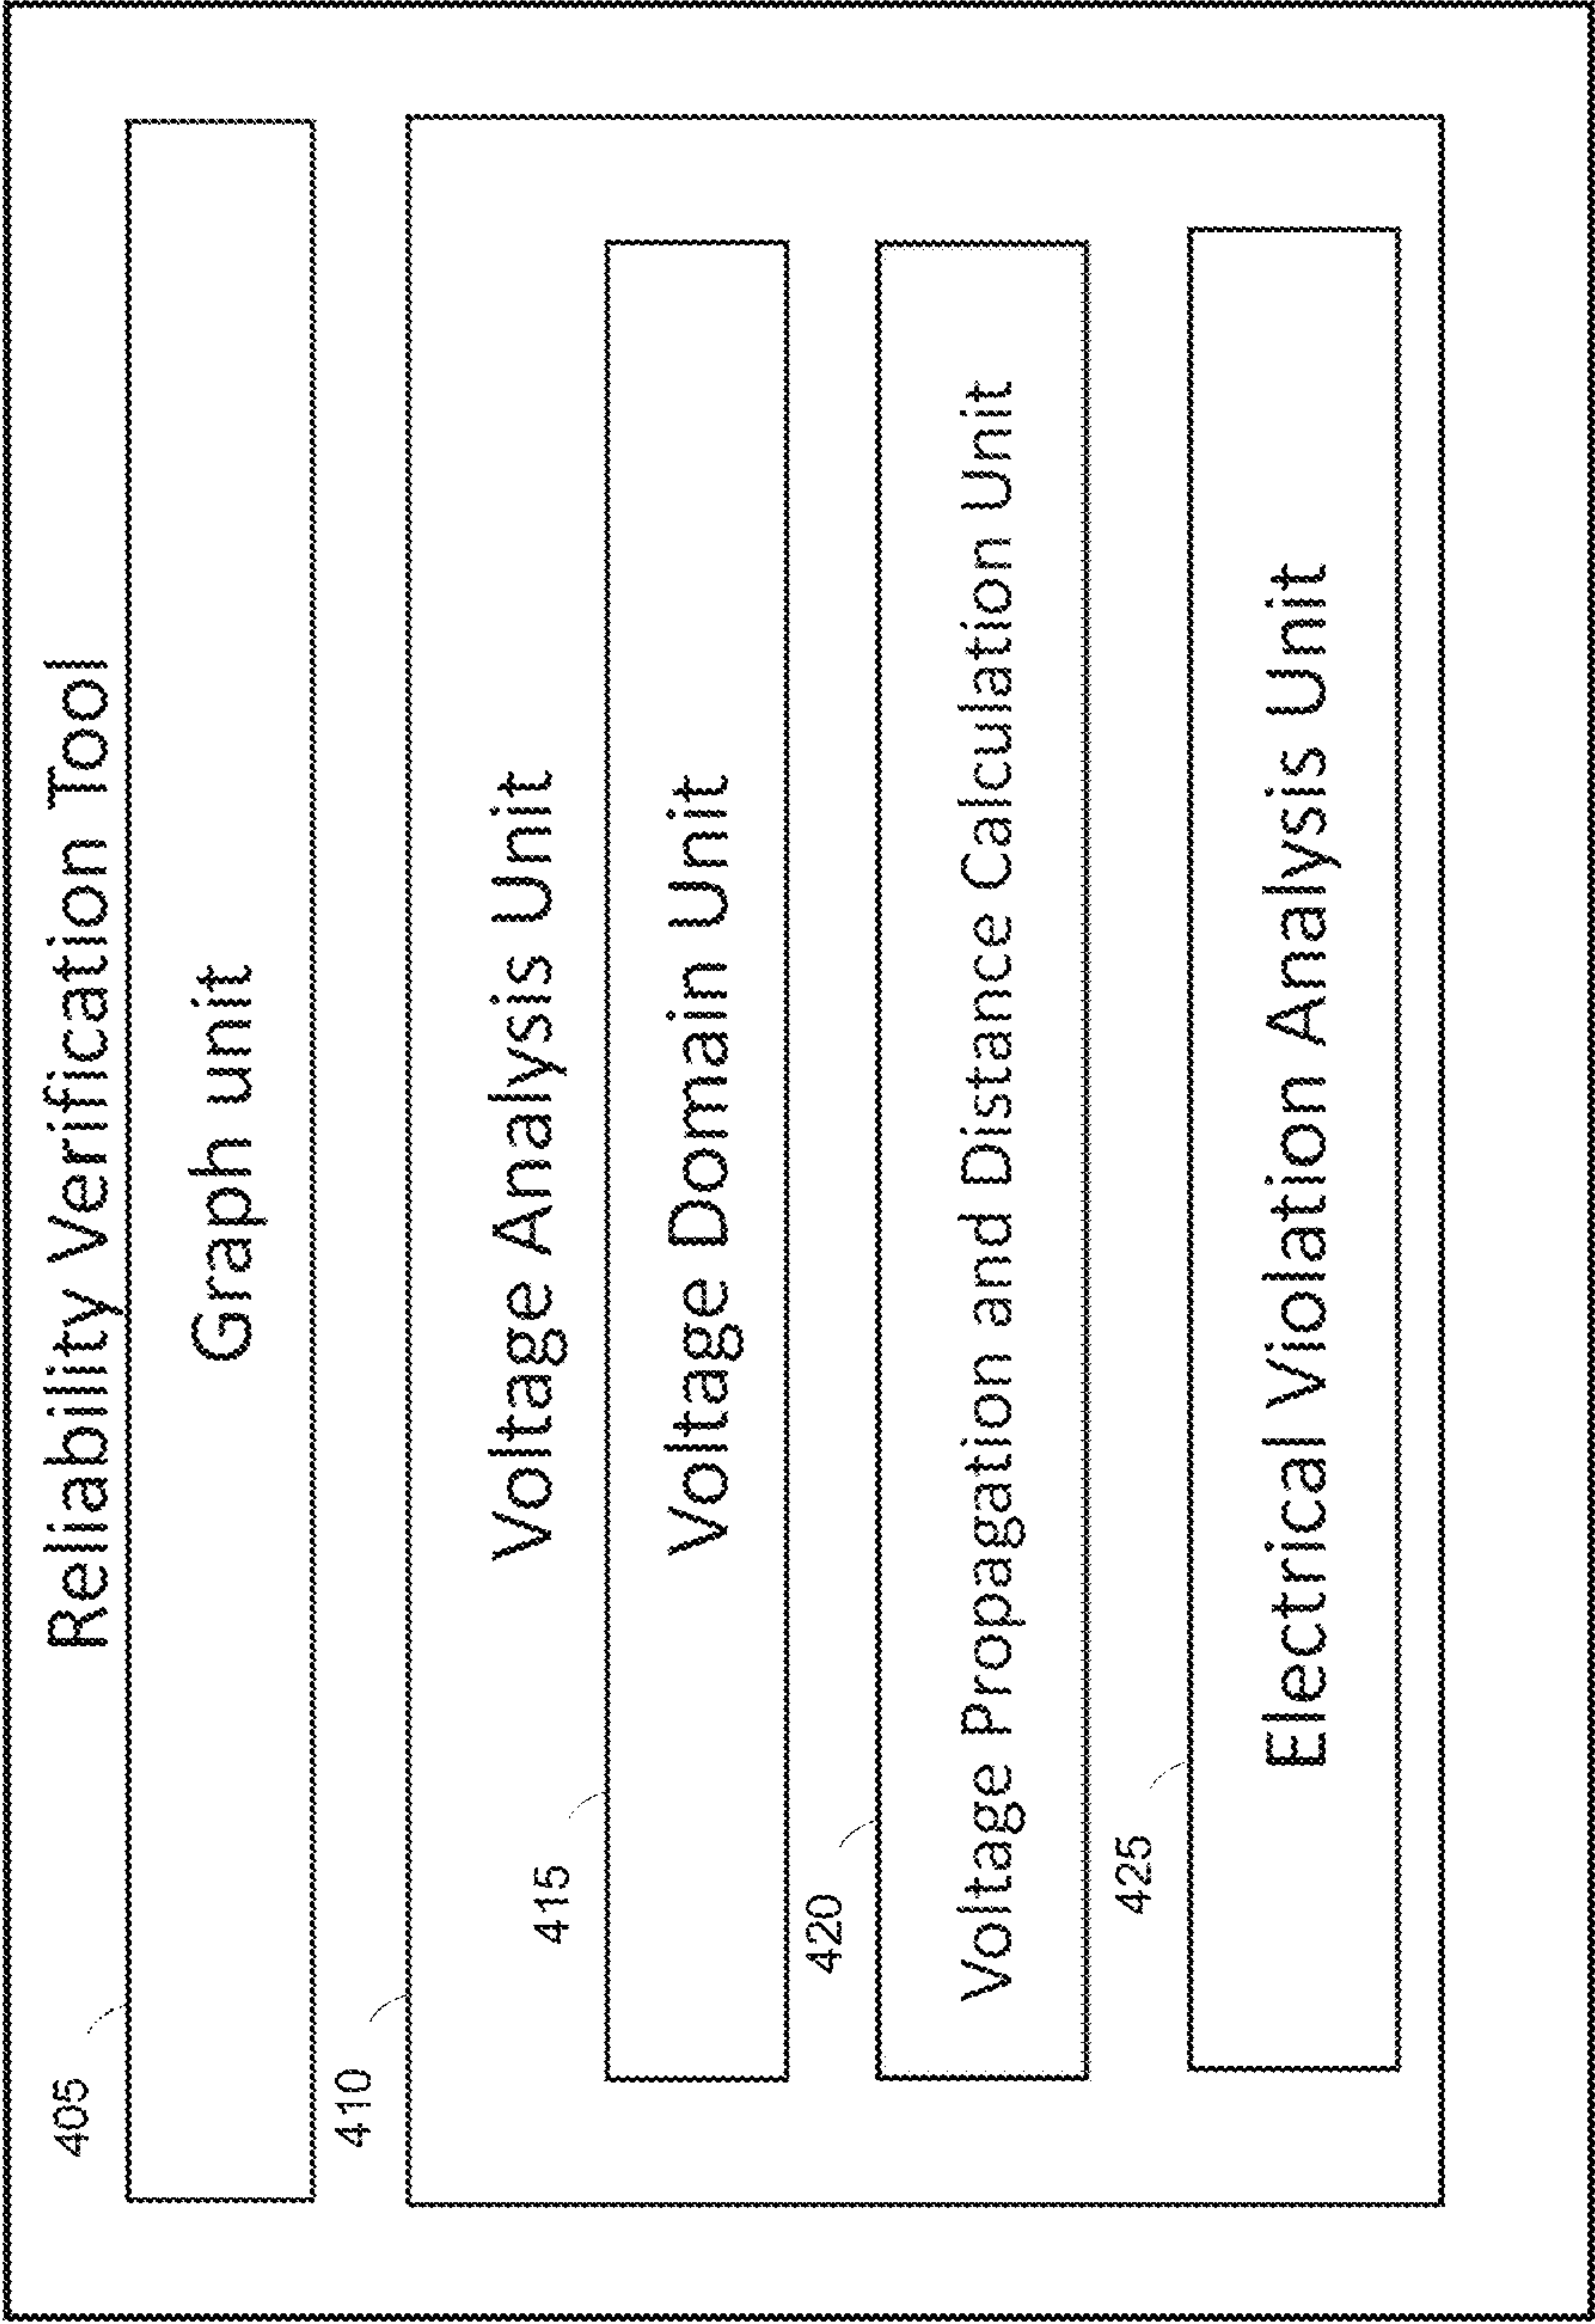 Reliability Verification Tool
405
Graph unit
410
Voltage Analysis Unit
415
Voltage Domain Unit
420
Voltage Propagation and Distance Calculation Unit
425
Electrical Violation Analysis Unit